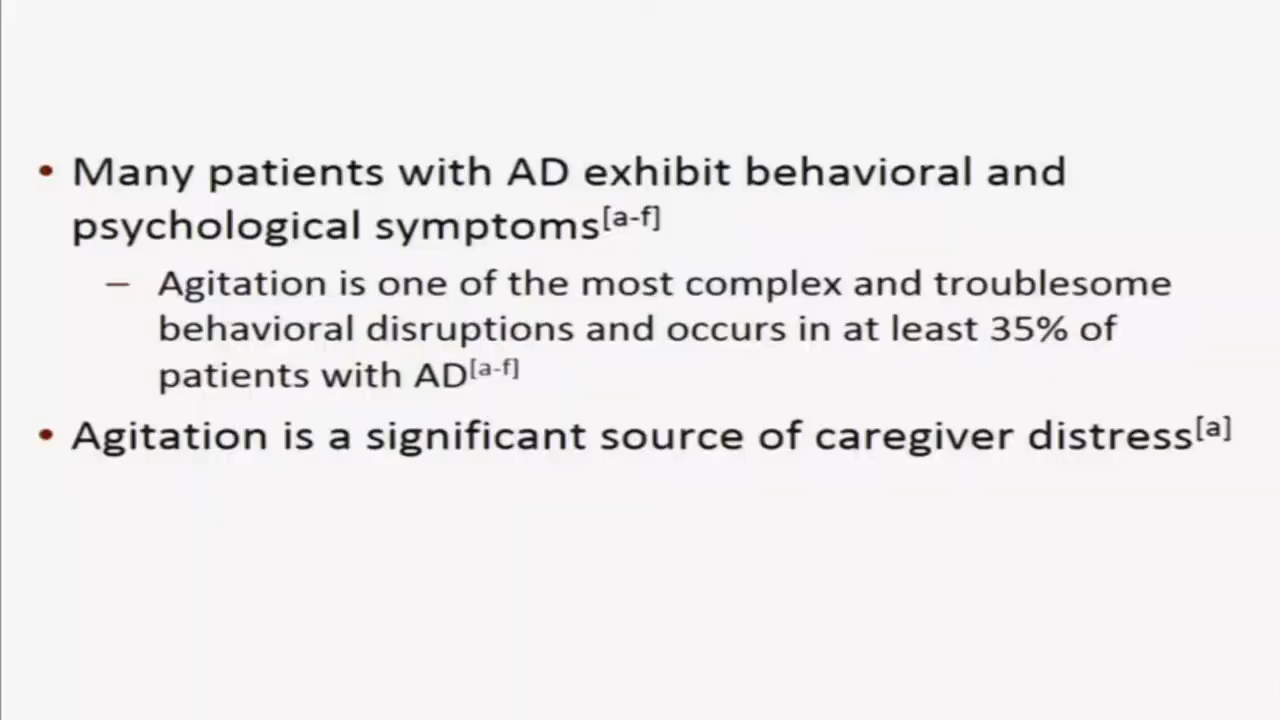 • Many patients with AD exhibit behavioral and
psychological symptoms[a-f]
– Agitation is one of the most complex and troublesome
behavioral disruptions and occurs in at least 35% of
patients with AD[a-f]
• Agitation is a significant source of caregiver distress[a]